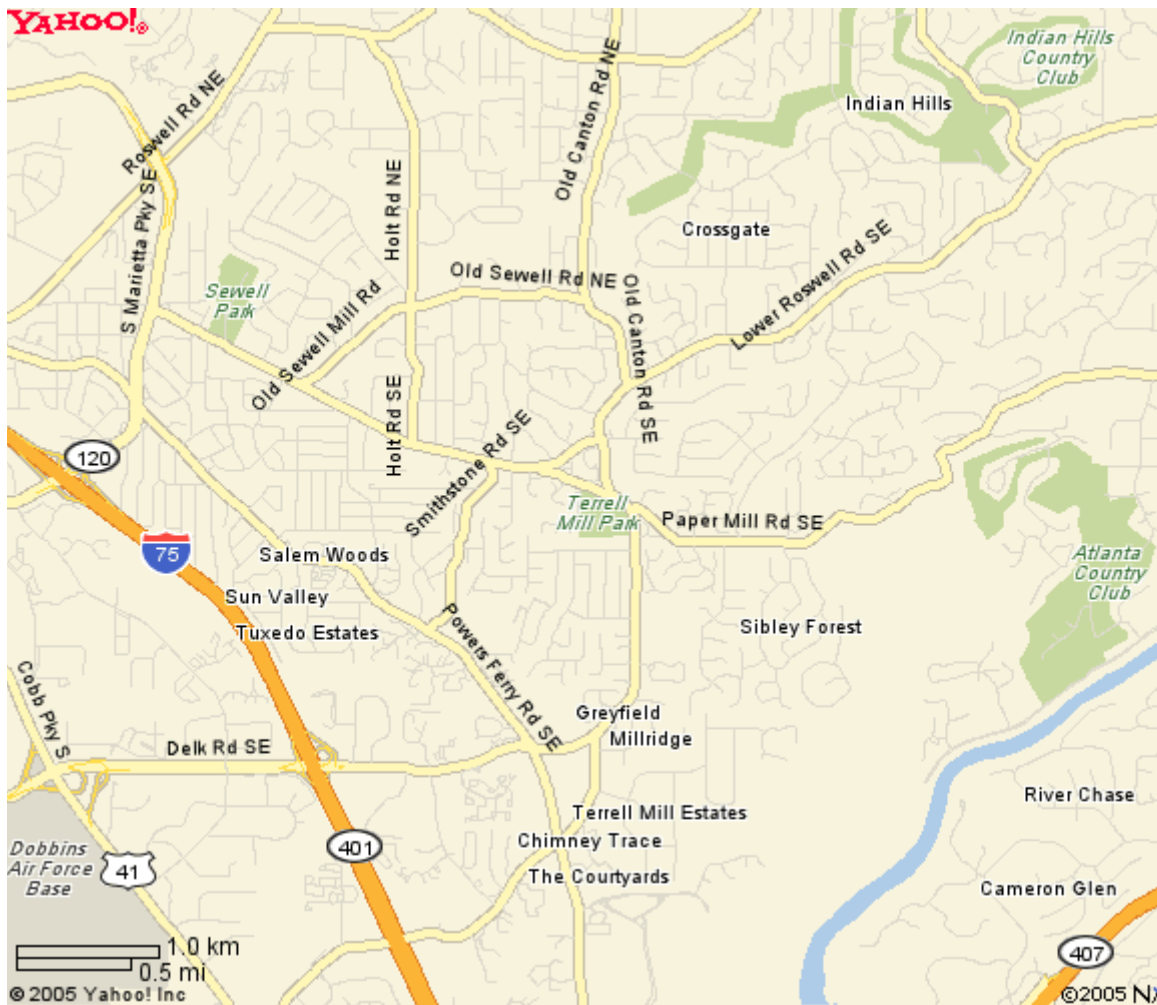 YAHOO!®
Indian Hills
Country
Club
Roswell Rd NE
Old Canton Rd NE
Indian Hills
S Marietta Pky SE
Holt Rd NE
Crossgate
Sewell
Park
Old Sewell Rd NE
Old Sewell Mill Rd
Old Canton Rd SE
Lower Roswell Rd SE
Holt Rd SE
Smithstone Rd SE
120
Terrell
Mill Park
Paper Mill Rd SE
75
Salem Woods
Atlanta
Country
Club
Sun Valley
Tuxedo Estates
Powers Ferry Rd SE
Sibley Forest
Cobb Pky S
Greyfield
Millridge
Delk Rd SE
River Chase
Terrell Mill Estates
Chimney Trace
401
Dobbins
Air Force
Base
41
The Courtyards
Cameron Glen
1.0 km
0.5 mi
407
© 2005 Yahoo! Inc
©2005